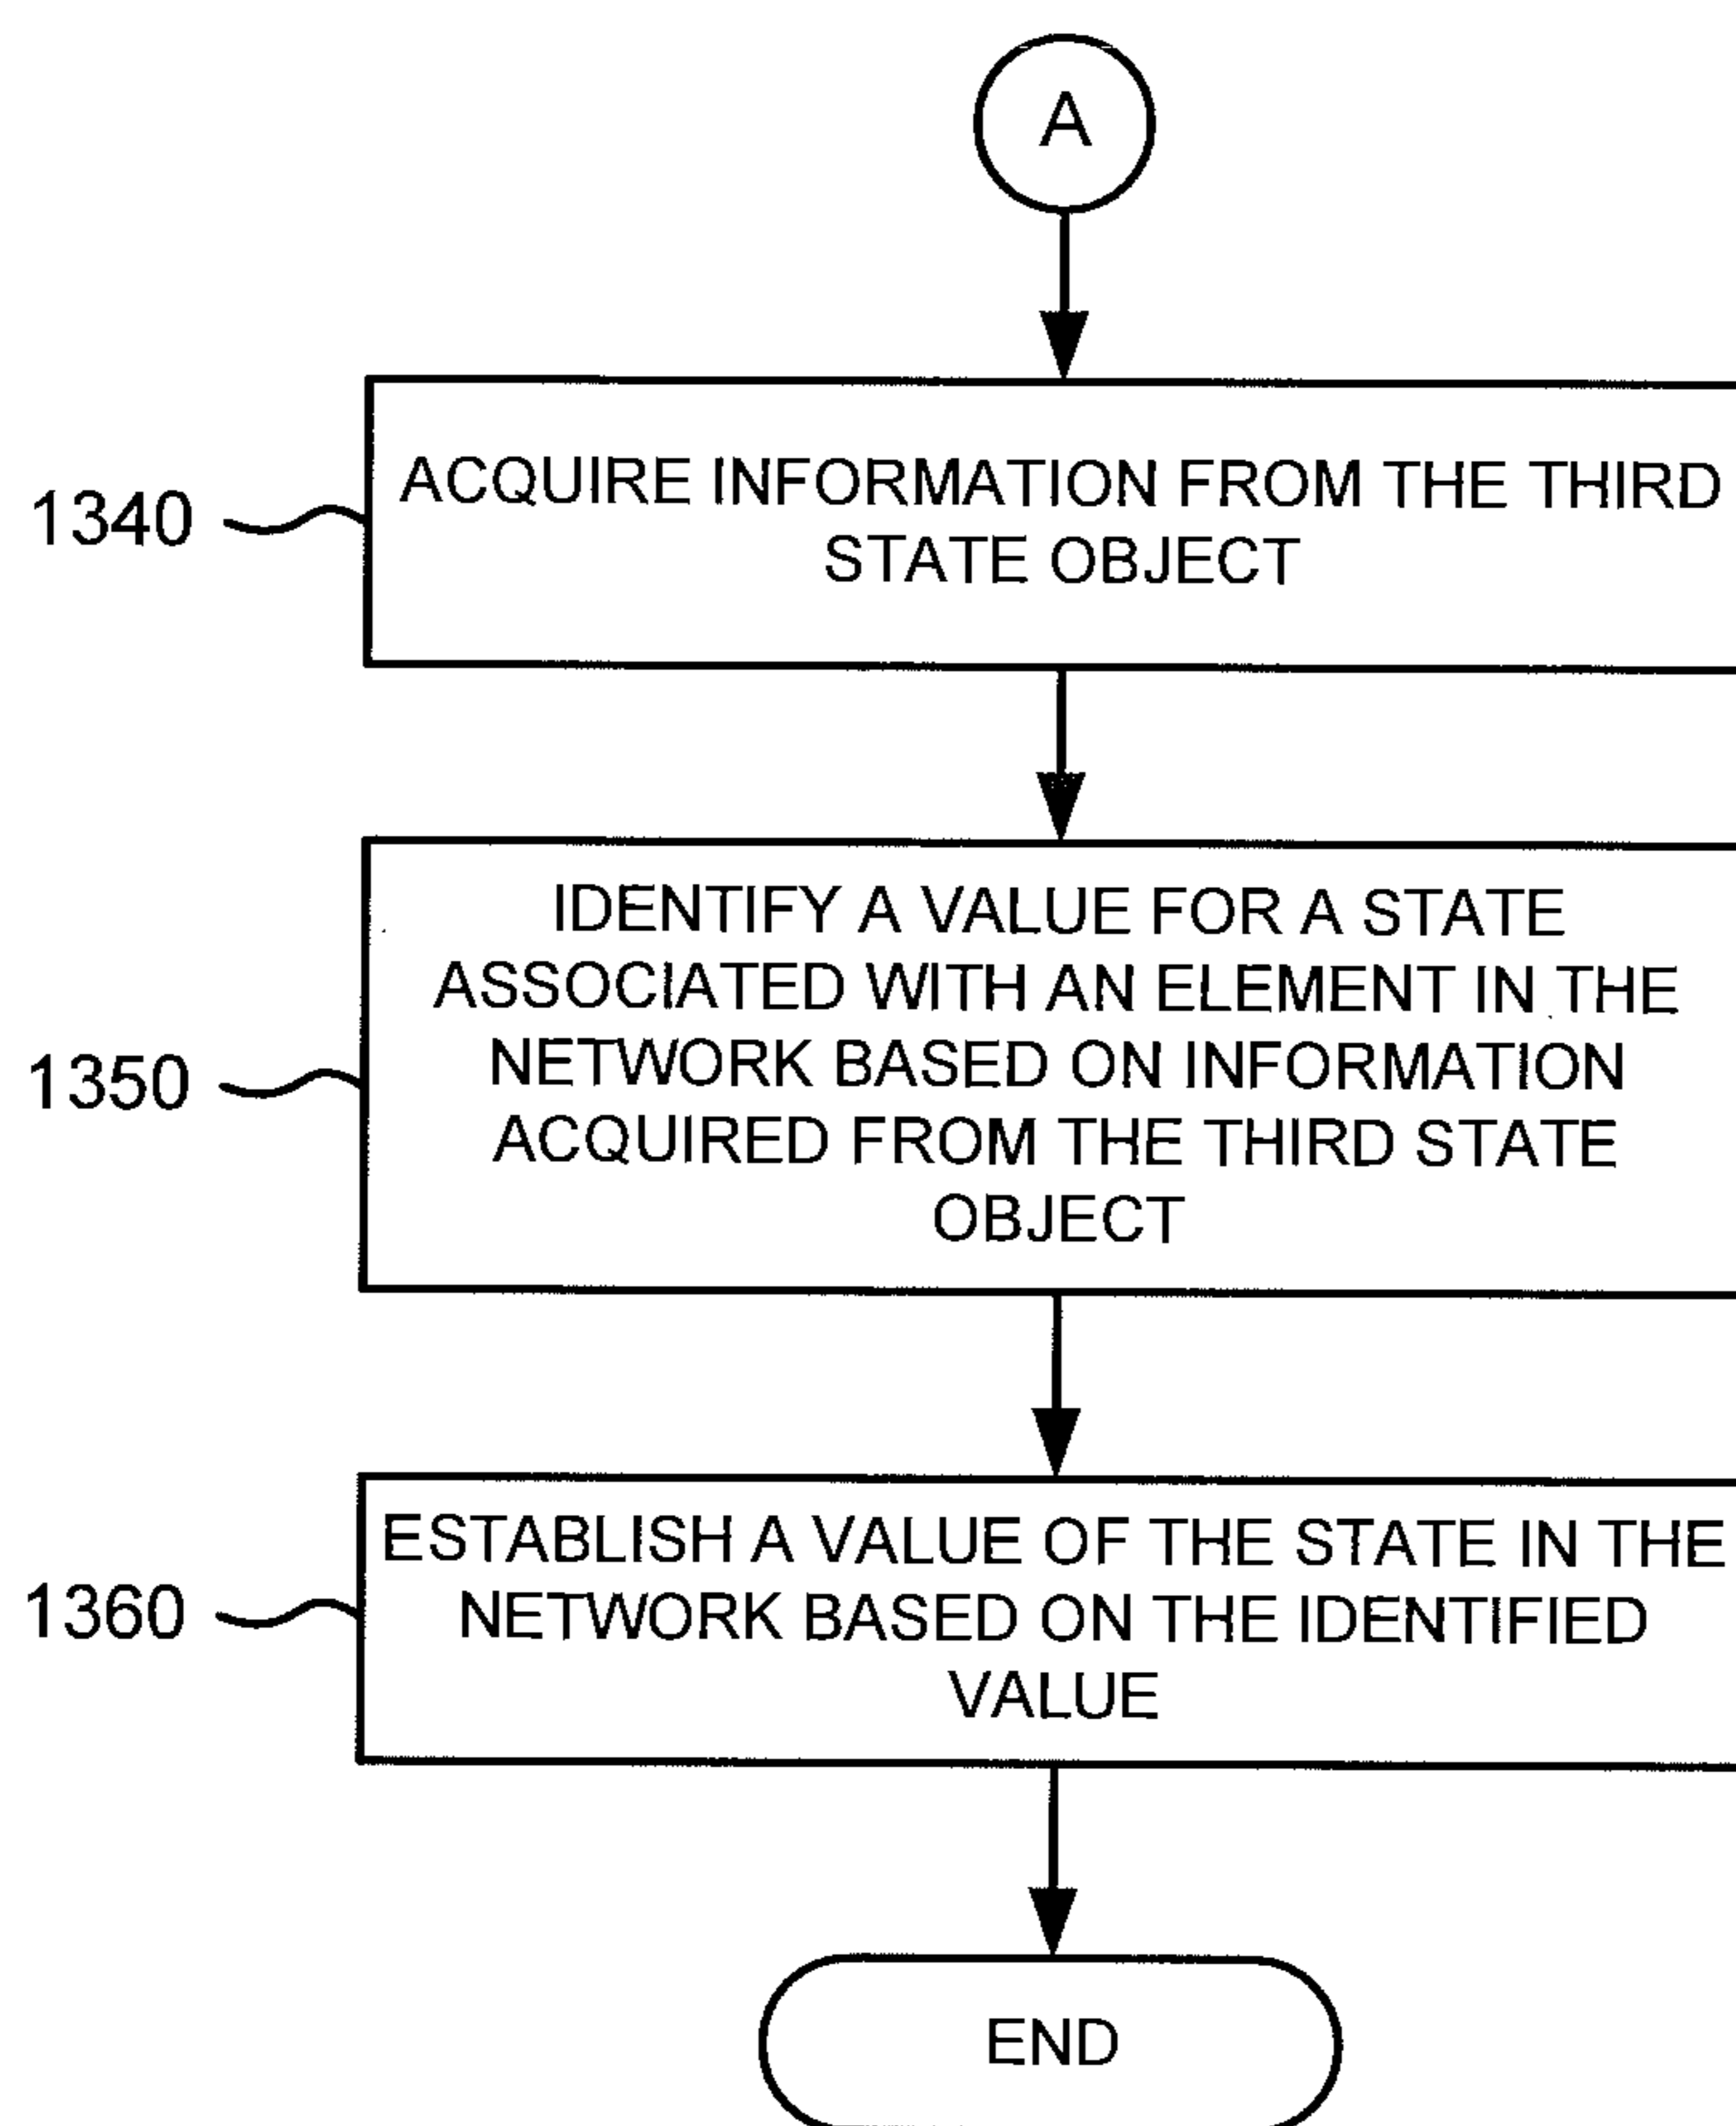 A
1340
ACQUIRE INFORMATION FROM THE THIRD
STATE OBJECT
1350
IDENTIFY A VALUE FOR A STATE
ASSOCIATED WITH AN ELEMENT IN THE
NETWORK BASED ON INFORMATION
ACQUIRED FROM THE THIRD STATE
OBJECT
1360
ESTABLISH A VALUE OF THE STATE IN THE
NETWORK BASED ON THE IDENTIFIED
VALUE
END